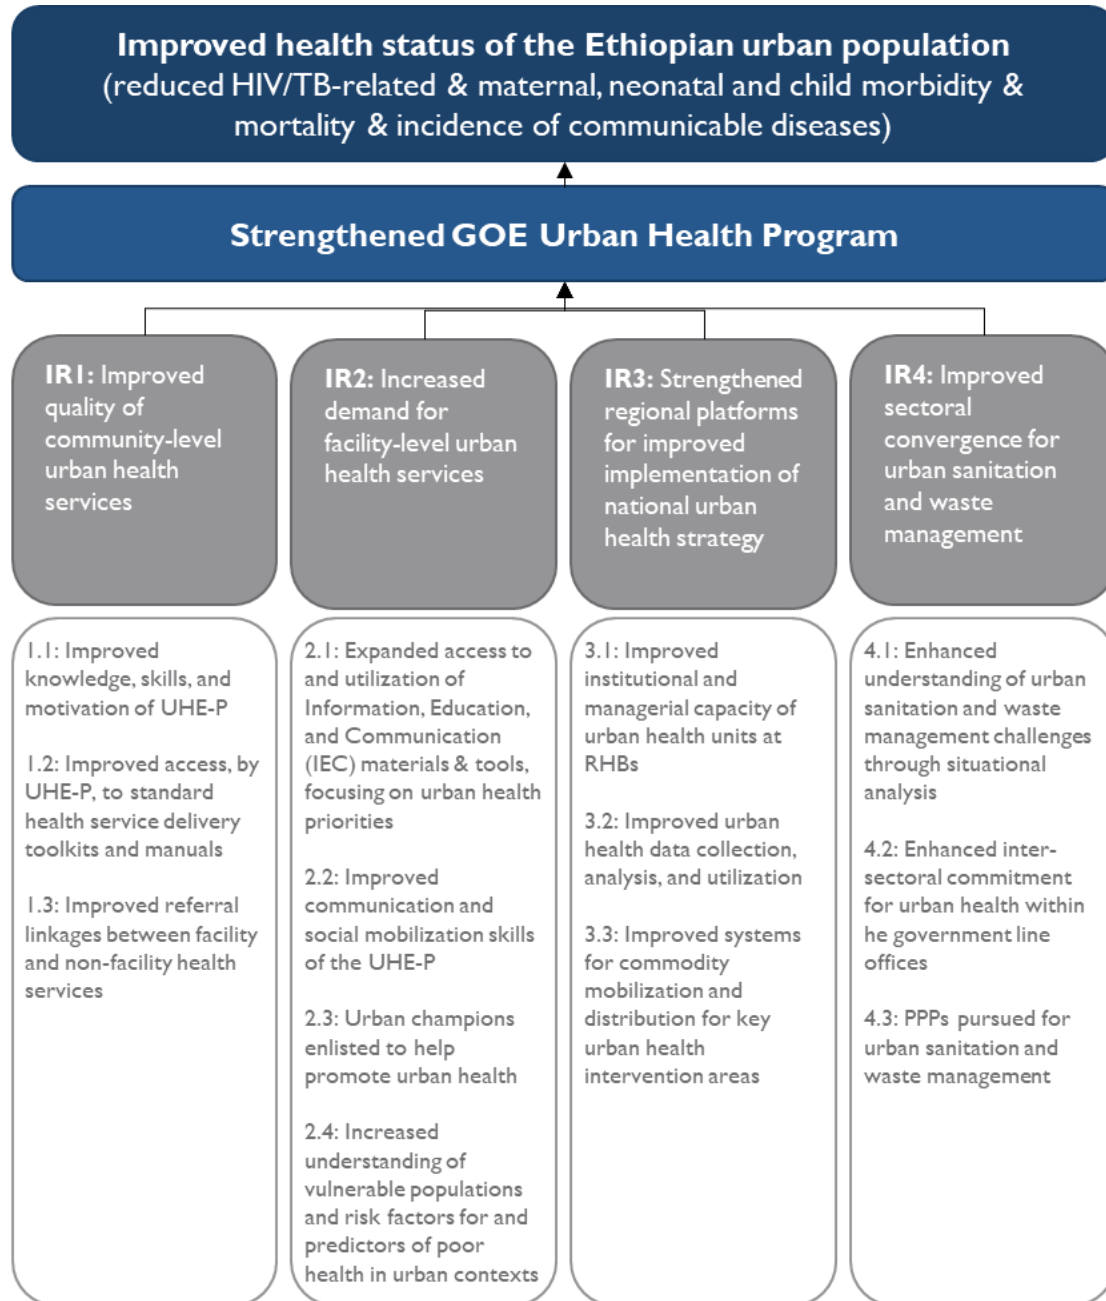 Improved health status of the Ethiopian urban population
(reduced HIV/TB-related & maternal, neonatal and child morbidity &
mortality & incidence of communicable diseases)
Strengthened GOE Urban Health Program
IR1: Improved
quality of
community-level
urban health
services
IR2: Increased
demand for
facility-level urban
health services
IR3: Strengthened
regional platforms
for improved
implementation of
national urban
health strategy
IR4: Improved
sectoral
convergence for
urban sanitation
and waste
management
1.1: Improved
knowledge, skills, and
motivation of UHE-P
1.2: Improved access, by
UHE-P, to standard
health service delivery
toolkits and manuals
1.3: Improved referral
linkages between facility
and non-facility health
services
2.1: Expanded access to
and utilization of
Information, Education,
and Communication
(IEC) materials & tools,
focusing on urban health
priorities
2.2: Improved
communication and
social mobilization skills
of the UHE-P
2.3: Urban champions
enlisted to help
promote urban health
2.4: Increased
understanding of
vulnerable populations
and risk factors for and
predictors of poor
health in urban contexts
3.1: Improved
institutional and
managerial capacity of
urban health units at
RHBs
3.2: Improved urban
health data collection,
analysis, and utilization
3.3: Improved systems
for commodity
mobilization and
distribution for key
urban health
intervention areas
4.1: Enhanced
understanding of urban
sanitation and waste
management challenges
through situational
analysis
4.2: Enhanced inter-
sectoral commitment
for urban health within
he government line
offices
4.3: PPPs pursued for
urban sanitation and
waste management